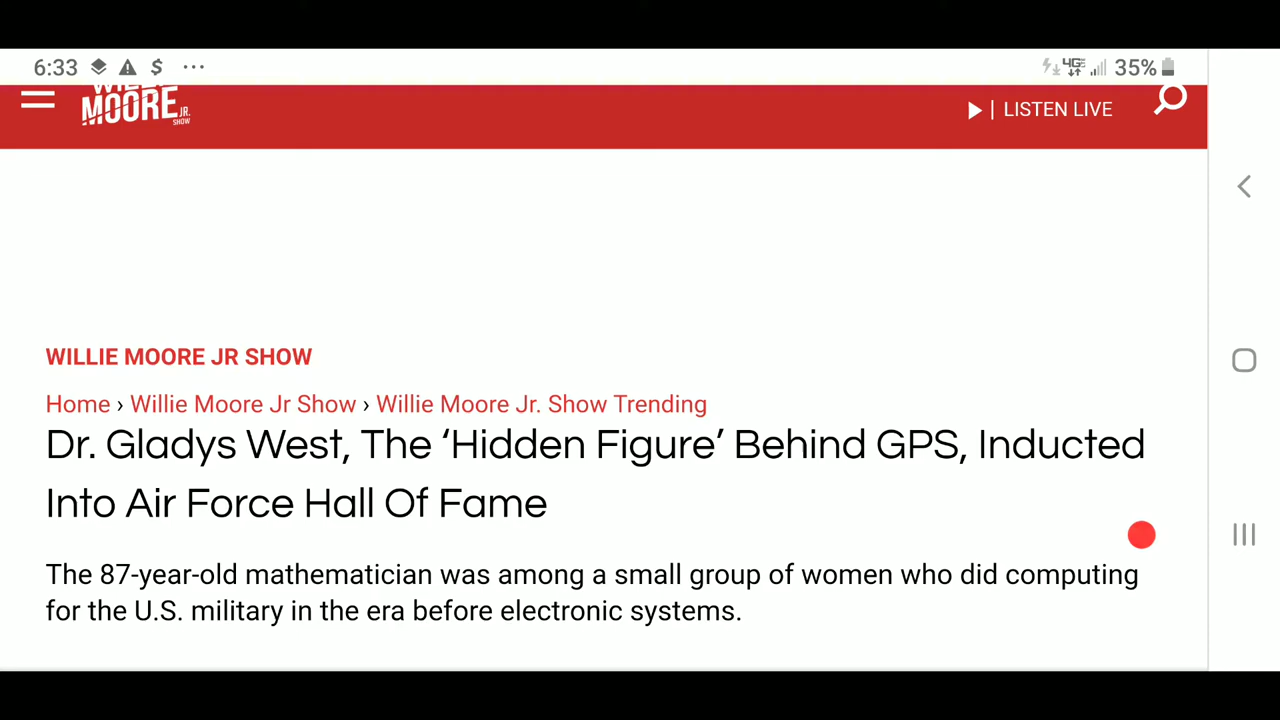 6:33 $ ... 4GE 35%
MOORE JR. SHOW
| LISTEN LIVE
WILLIE MOORE JR SHOW
Home › Willie Moore Jr Show › Willie Moore Jr. Show Trending
Dr. Gladys West, The ‘Hidden Figure’ Behind GPS, Inducted
Into Air Force Hall Of Fame
The 87-year-old mathematician was among a small group of women who did computing
for the U.S. military in the era before electronic systems.